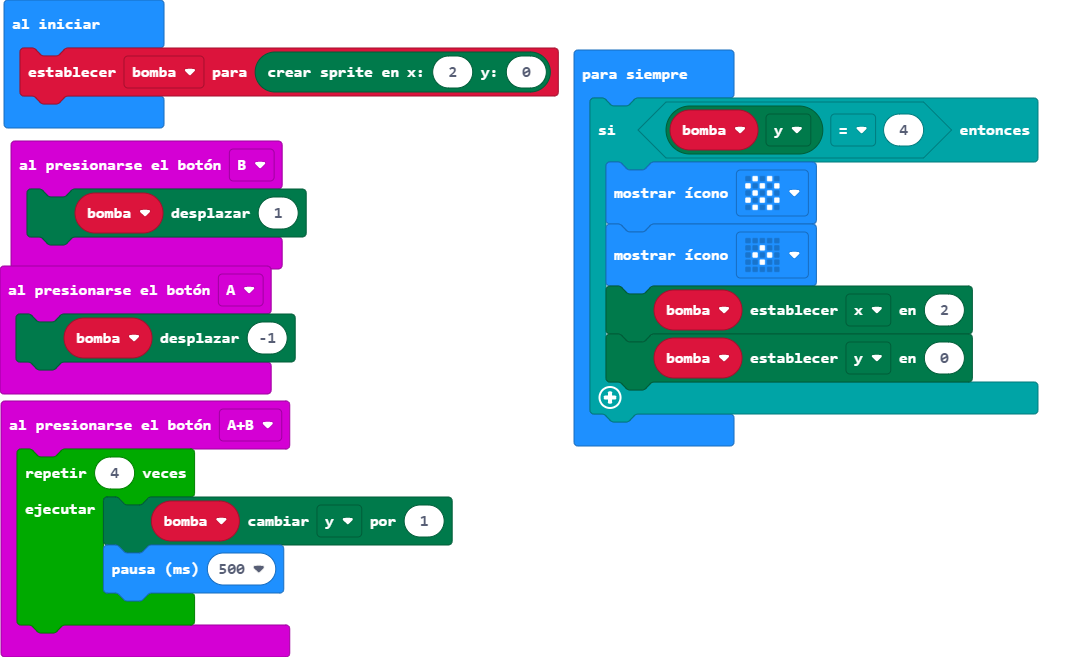 al iniciar
establecer bomba para crear sprite en x: 2 y: 0
al presionarse el botón B
bomba desplazar 1
al presionarse el botón A
bomba desplazar -1
al presionarse el botón A+B
repetir 4 veces
ejecutar
bomba cambiar y por 1
pausa (ms) 500
para siempre
si bomba y = 4 entonces
mostrar ícono
mostrar ícono
bomba establecer x en 2
bomba establecer y en 0